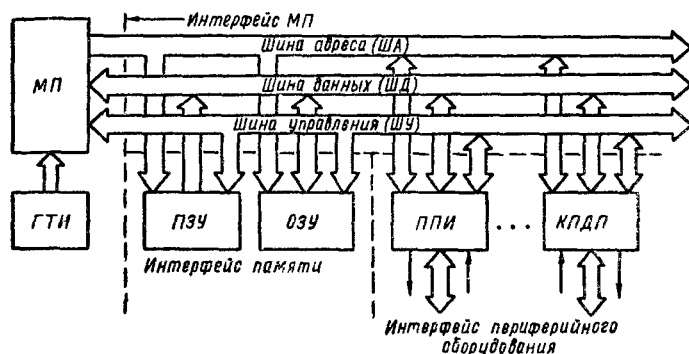 Интерфейс МП
Шина адреса (ША)
МП
Шина данных (ШД)
Шина управления (ШУ)
ГТИ
ПЗУ
ОЗУ
ППИ
...
КПДП
Интерфейс памяти
Интерфейс периферийного
оборудования